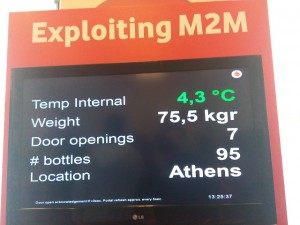 Exploiting M2M
Temp Internal 4,3 °C
Weight 75,5 kgr
Door openings 7
# bottles 95
Location Athens
13:25:37
LG